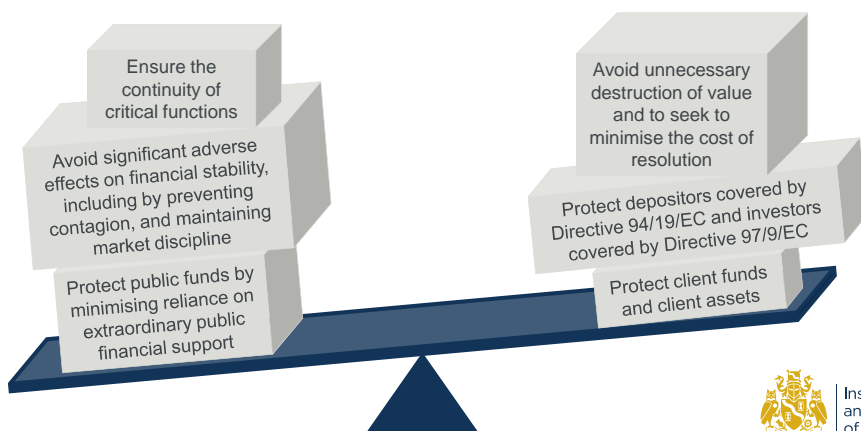 Ensure the
continuity of
critical functions
Avoid significant adverse
effects on financial stability,
including by preventing
contagion, and maintaining
market discipline
Protect public funds by
minimising reliance on
extraordinary public
financial support
Avoid unnecessary
destruction of value
and to seek to
minimise the cost of
resolution
Protect depositors covered by
Directive 94/19/EC and investors
covered by Directive 97/9/EC
Protect client funds
and client assets
Ins
an
of